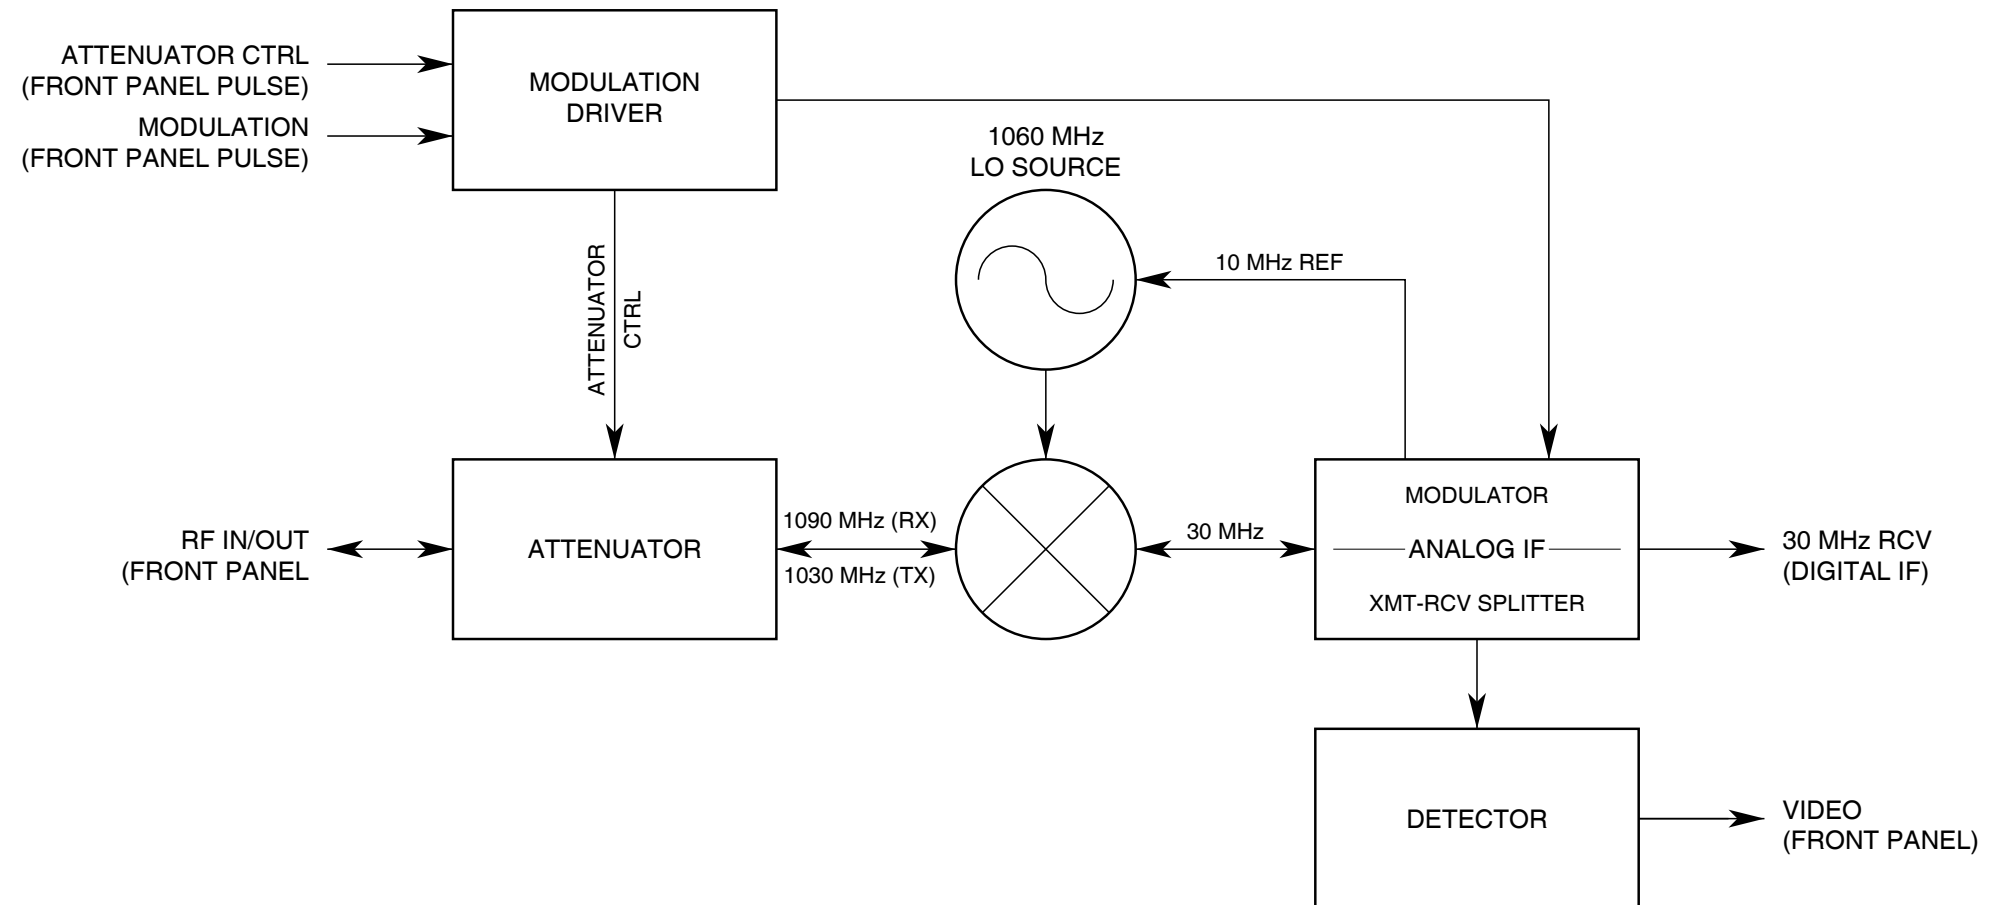 ATTENUATOR CTRL
(FRONT PANEL PULSE)
MODULATION
(FRONT PANEL PULSE)
MODULATION
DRIVER
1060 MHz
LO SOURCE
10 MHz REF
ATTENUATOR
CTRL
RF IN/OUT
(FRONT PANEL
ATTENUATOR
1090 MHz (RX)
1030 MHz (TX)
30 MHz
MODULATOR
ANALOG IF
XMT-RCV SPLITTER
30 MHz RCV
(DIGITAL IF)
DETECTOR
VIDEO
(FRONT PANEL)